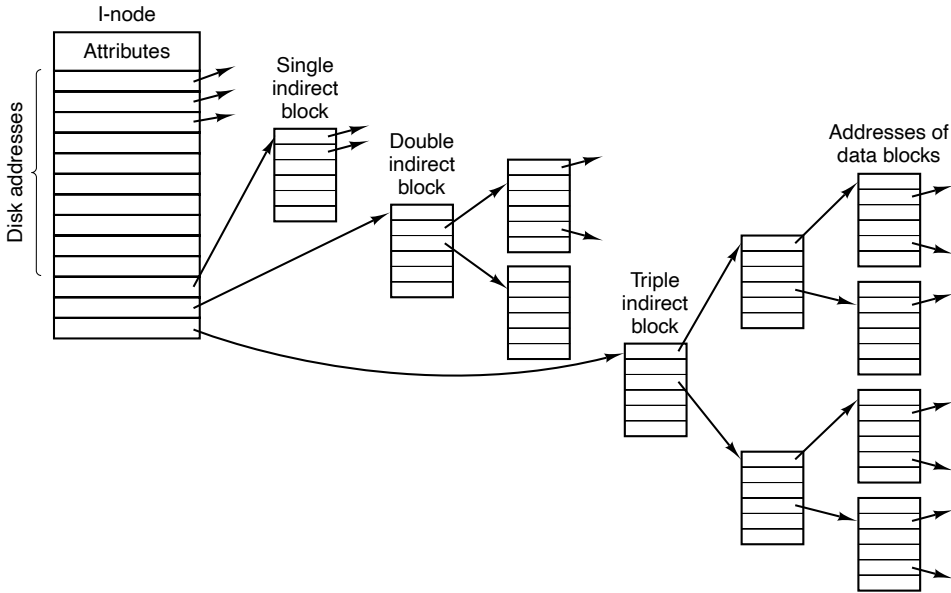 I-node
Attributes
Disk addresses
Single
indirect
block
Double
indirect
block
Triple
indirect
block
Addresses of
data blocks